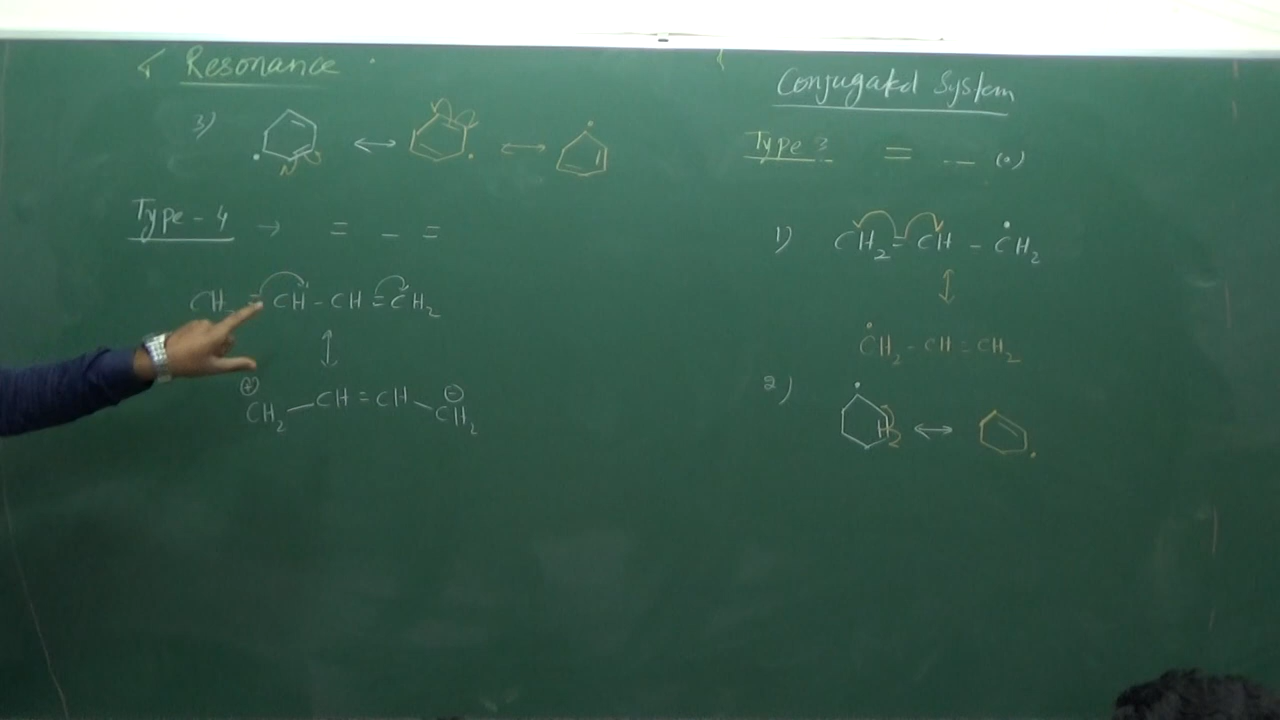 Resonance
3)
Type - 4 → = – =
CH = CH - CH = CH2
⊕ ⊖
CH2 — CH = CH — CH2
Conjugated System
Type 3 = — (•)
1) CH2 = CH - ĊH2
ĊH2 - CH = CH2
2)